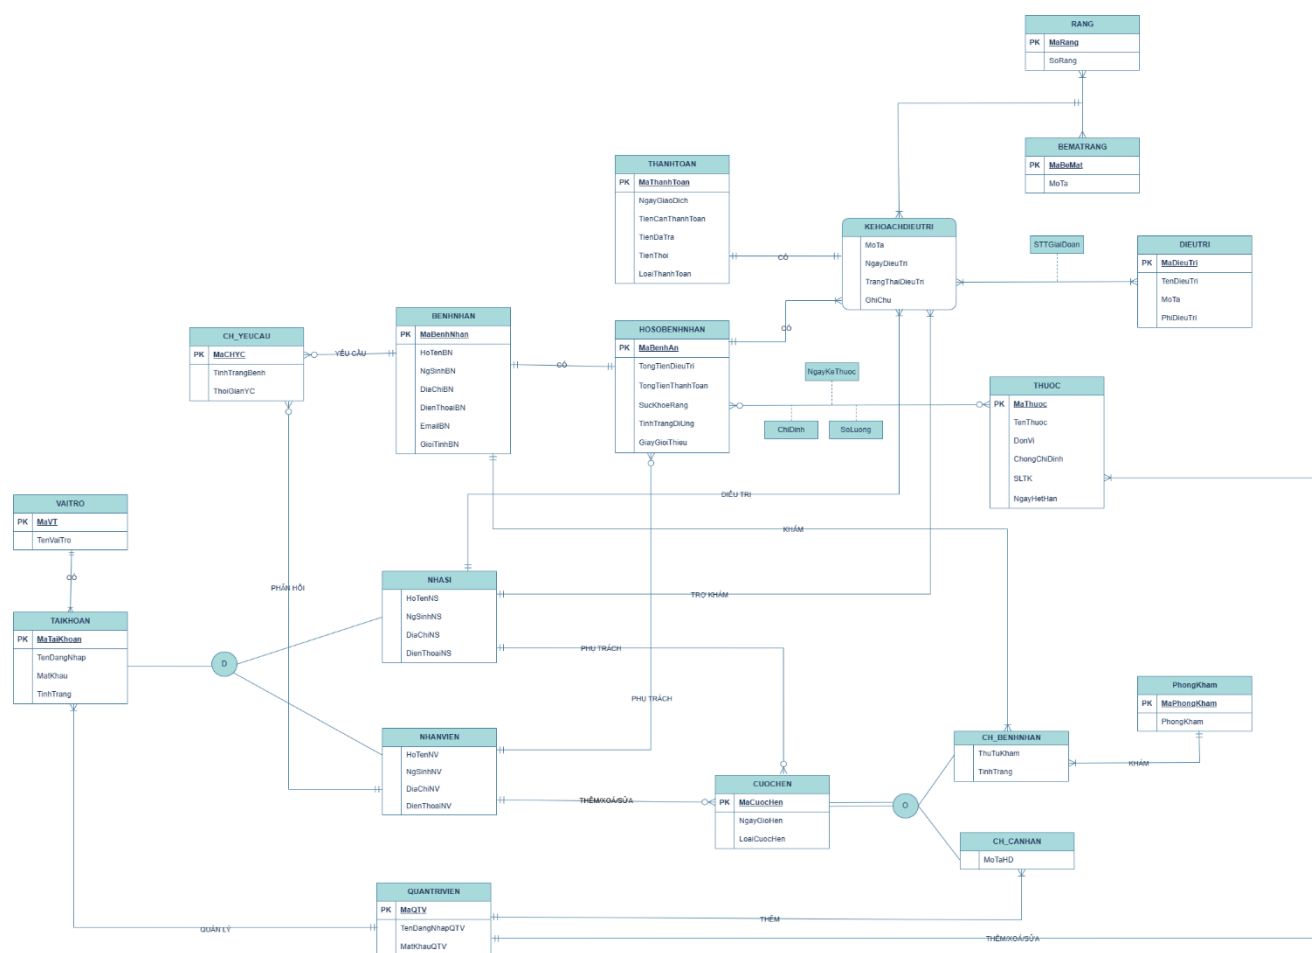 RANG
PK MaRang
SoRang
BEMATRANG
PK MaBeMat
MoTa
THANHTOAN
PK MaThanhToan
NgayGiaoDich
TienCanThanhToan
TienDaTra
TienThoi
LoaiThanhToan
CÓ
KEHOACHDIEUTRI
MoTa
NgayDieuTri
TrangThaiDieuTri
GhiChu
STTGiaiDoan
DIEUTRI
PK MaDieuTri
TenDieuTri
MoTa
PhiDieuTri
CH_YEUCAU
PK MaCHYC
TinhTrangBenh
ThoiGianYC
YÊU CẦU
BENHNHAN
PK MaBenhNhan
HoTenBN
NgSinhBN
DiaChiBN
DienThoaiBN
EmailBN
GioiTinhBN
CÓ
HOSOBENHNHAN
PK MaBenhAn
TongTienDieuTri
TongTienThanhToan
SucKhoeRang
TinhTrangDiUng
GiayGioiThieu
CÓ
NgayKeThuoc
ChiDinh
SoLuong
THUOC
PK MaThuoc
TenThuoc
DonVi
ChongChiDinh
SLTK
NgayHetHan
ĐIỀU TRỊ
KHÁM
VAITRO
PK MaVT
TenVaiTro
CÓ
PHẢN HỒI
TAIKHOAN
PK MaTaiKhoan
TenDangNhap
MatKhau
TinhTrang
D
NHASI
HoTenNS
NgSinhNS
DiaChiNS
DienThoaiNS
TRỢ KHÁM
PHỤ TRÁCH
PHỤ TRÁCH
NHANVIEN
HoTenNV
NgSinhNV
DiaChiNV
DienThoaiNV
THÊM/XOÁ/SỬA
CUOCHEN
PK MaCuocHen
NgayGioHen
LoaiCuocHen
O
CH_BENHNHAN
ThuTuKham
TinhTrang
KHÁM
PhongKham
PK MaPhongKham
PhongKham
CH_CANHAN
MoTaHD
QUANTRIVIEN
PK MaQTV
TenDangNhapQTV
MatKhauQTV
QUẢN LÝ
THÊM
THÊM/XOÁ/SỬA